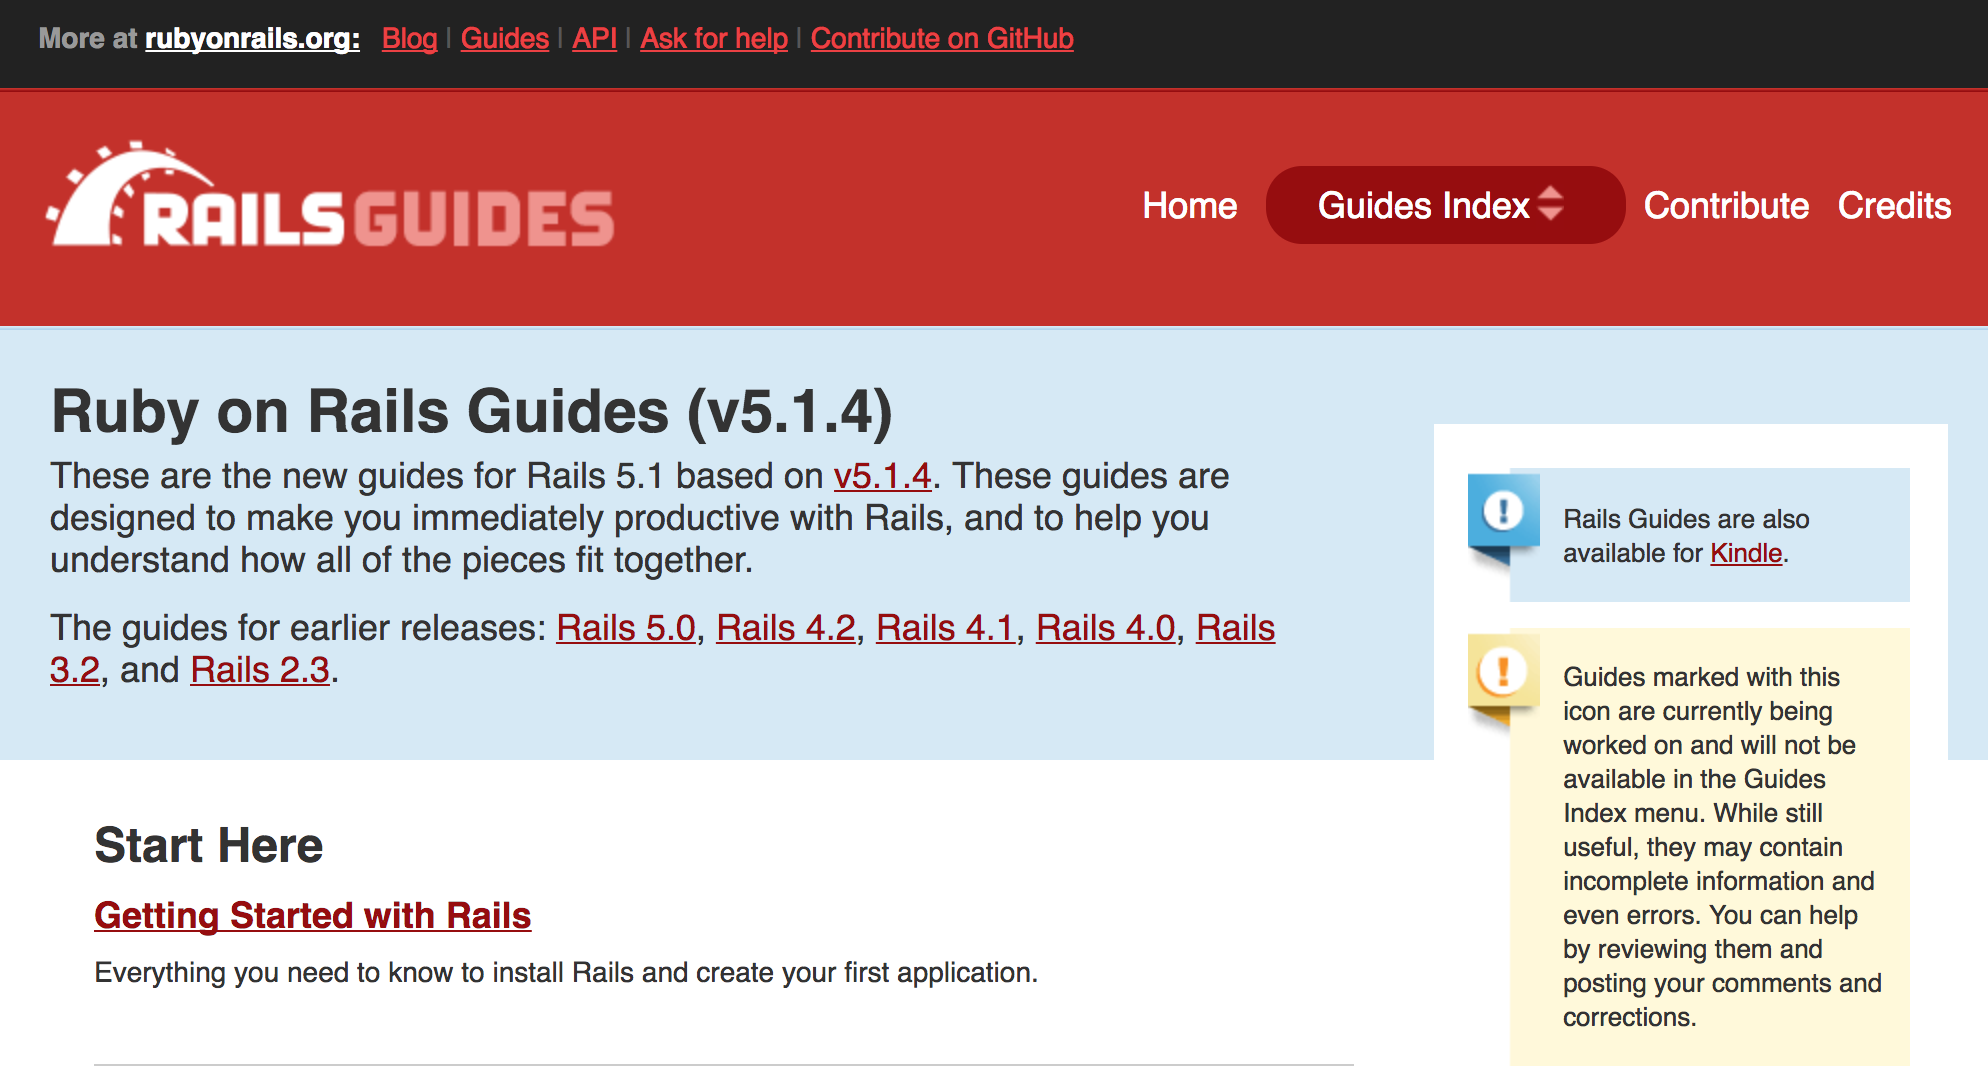 More at rubyonrails.org: Blog | Guides | API | Ask for help | Contribute on GitHub
RAILS GUIDES
Home Guides Index Contribute Credits
Ruby on Rails Guides (v5.1.4)
These are the new guides for Rails 5.1 based on v5.1.4. These guides are
designed to make you immediately productive with Rails, and to help you
understand how all of the pieces fit together.
The guides for earlier releases: Rails 5.0, Rails 4.2, Rails 4.1, Rails 4.0, Rails
3.2, and Rails 2.3.
Rails Guides are also
available for Kindle.
Guides marked with this
icon are currently being
worked on and will not be
available in the Guides
Index menu. While still
useful, they may contain
incomplete information and
even errors. You can help
by reviewing them and
posting your comments and
corrections.
Start Here
Getting Started with Rails
Everything you need to know to install Rails and create your first application.